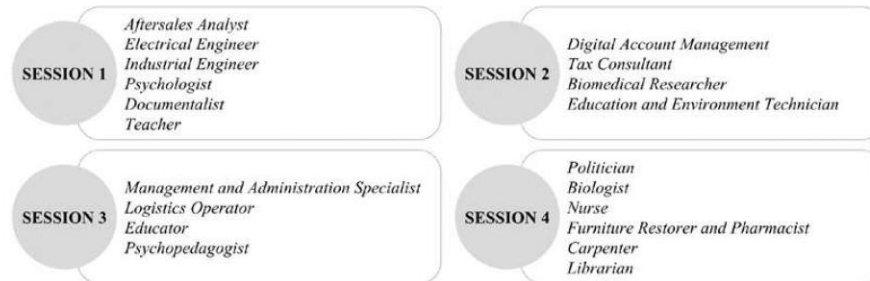 SESSION 1
Aftersales Analyst
Electrical Engineer
Industrial Engineer
Psychologist
Documentalist
Teacher
SESSION 2
Digital Account Management
Tax Consultant
Biomedical Researcher
Education and Environment Technician
SESSION 3
Management and Administration Specialist
Logistics Operator
Educator
Psychopedagogist
SESSION 4
Politician
Biologist
Nurse
Furniture Restorer and Pharmacist
Carpenter
Librarian